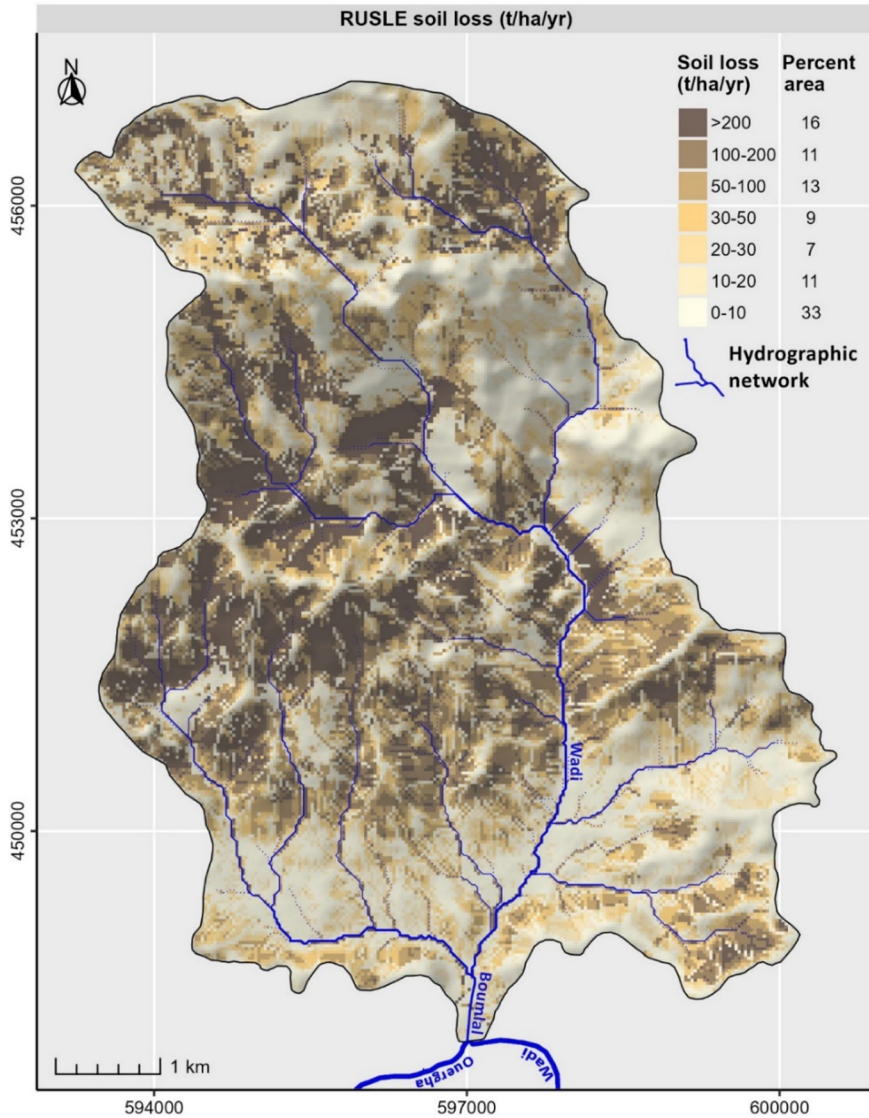 RUSLE soil loss (t/ha/yr)
N
Soil loss Percent
(t/ha/yr) area
>200 16
100-200 11
50-100 13
30-50 9
20-30 7
10-20 11
0-10 33
Hydrographic
network
456000
453000
450000
Wadi
Boumlal
Ouergha
Wadi
1 km
594000 597000 600000